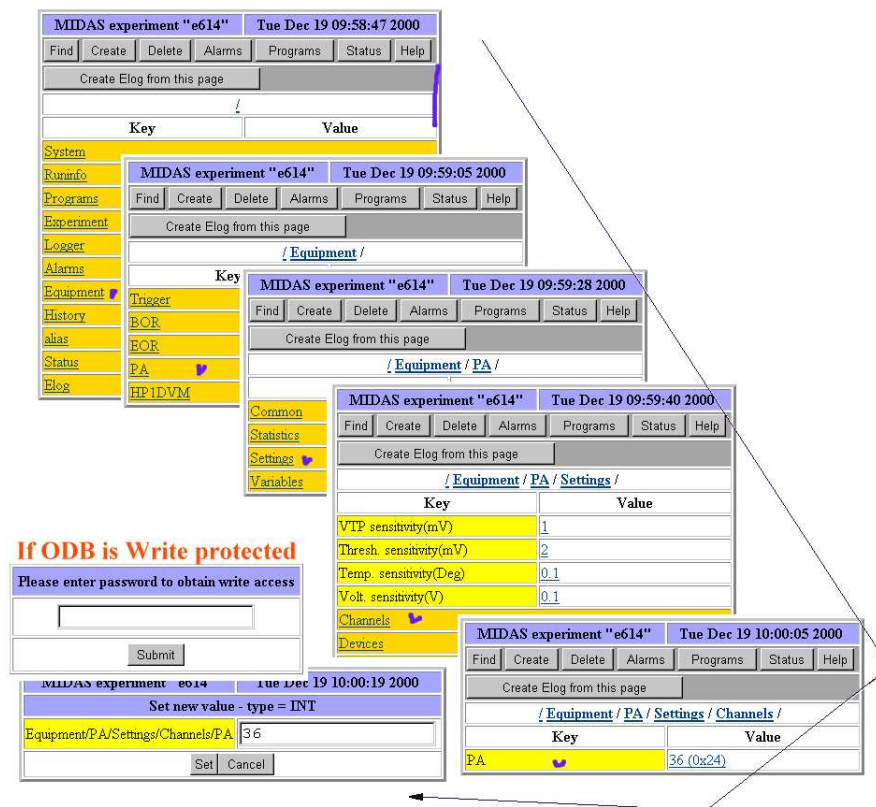 MIDAS experiment "e614" Tue Dec 19 09:58:47 2000
Find Create Delete Alarms Programs Status Help
Create Elog from this page
/
Key Value
System
Runinfo
Programs
Experiment
Logger
Alarms
Equipment
History
alias
Status
Elog
MIDAS experiment "e614" Tue Dec 19 09:59:05 2000
Find Create Delete Alarms Programs Status Help
Create Elog from this page
/ Equipment /
Key
Trigger
BOR
EOR
PA
HP1DVM
MIDAS experiment "e614" Tue Dec 19 09:59:28 2000
Find Create Delete Alarms Programs Status Help
Create Elog from this page
/ Equipment / PA /
Common
Statistics
Settings
Variables
MIDAS experiment "e614" Tue Dec 19 09:59:40 2000
Find Create Delete Alarms Programs Status Help
Create Elog from this page
/ Equipment / PA / Settings /
Key Value
VTP sensitivity(mV) 1
Thresh. sensitivity(mV) 2
Temp. sensitivity(Deg) 0.1
Volt. sensitivity(V) 0.1
Channels
Devices
MIDAS experiment "e614" Tue Dec 19 10:00:05 2000
Find Create Delete Alarms Programs Status Help
Create Elog from this page
/ Equipment / PA / Settings / Channels /
Key Value
PA 36 (0x24)
If ODB is Write protected
Please enter password to obtain write access
Submit
MIDAS experiment "e614" Tue Dec 19 10:00:19 2000
Set new value - type = INT
Equipment/PA/Settings/Channels/PA 36
Set Cancel